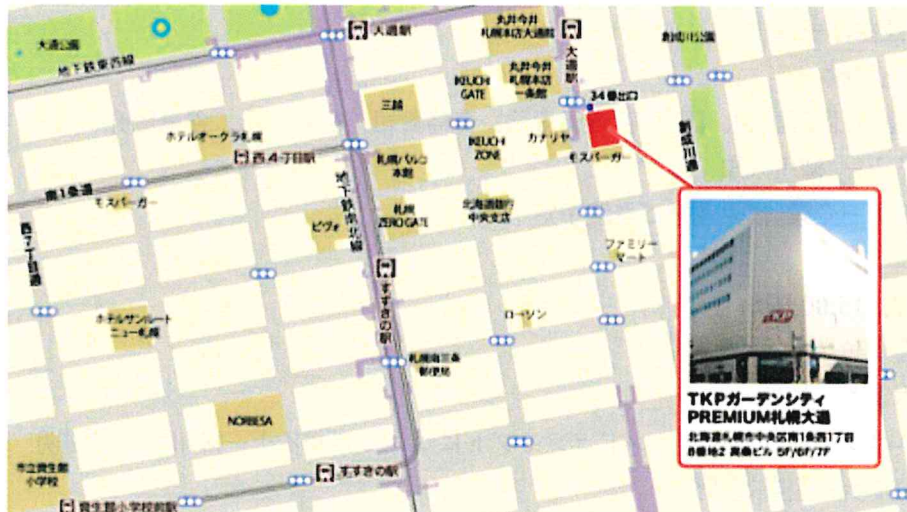 大通公園
地下鉄東西線
大通駅
丸井今井
札幌本店大通館
大通駅
創成川公園
IKEUCHI
GATE
丸井今井
札幌本店
一条館
三越
34番出口
ホテルオークラ札幌
西4丁目駅
札幌パルコ
本館
IKEUCHI
ZONE
カナリヤ
モスバーガー
創成川通
南1条通
モスバーガー
地下鉄南北線
ピヴォ
札幌
ZERO GATE
北海道銀行
中央支店
西7丁目通
ファミリー
マート
すすきの駅
ホテルサンルート
ニュー札幌
ローソン
札幌南三条
郵便局
TKP
NORBESA
TKPガーデンシティ
PREMIUM札幌大通
北海道札幌市中央区南1条西1丁目
8番地2 高桑ビル 5F/6F/7F
市立資生館
小学校
すすきの駅
資生館小学校前駅